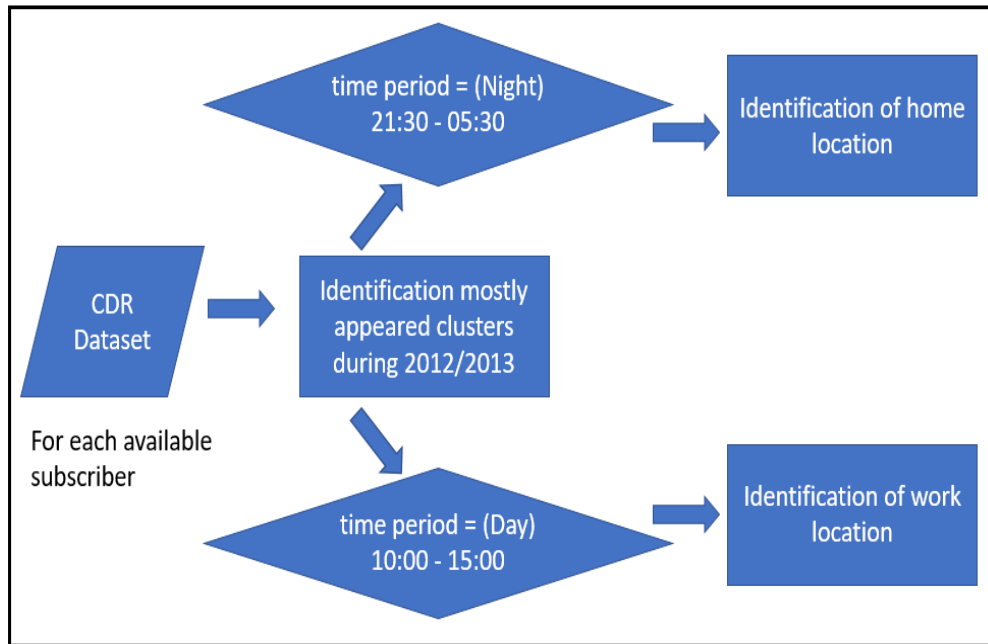 time period = (Night)
21:30 - 05:30
Identification of home
location
CDR
Dataset
Identification mostly
appeared clusters
during 2012/2013
For each available
subscriber
time period = (Day)
10:00 - 15:00
Identification of work
location